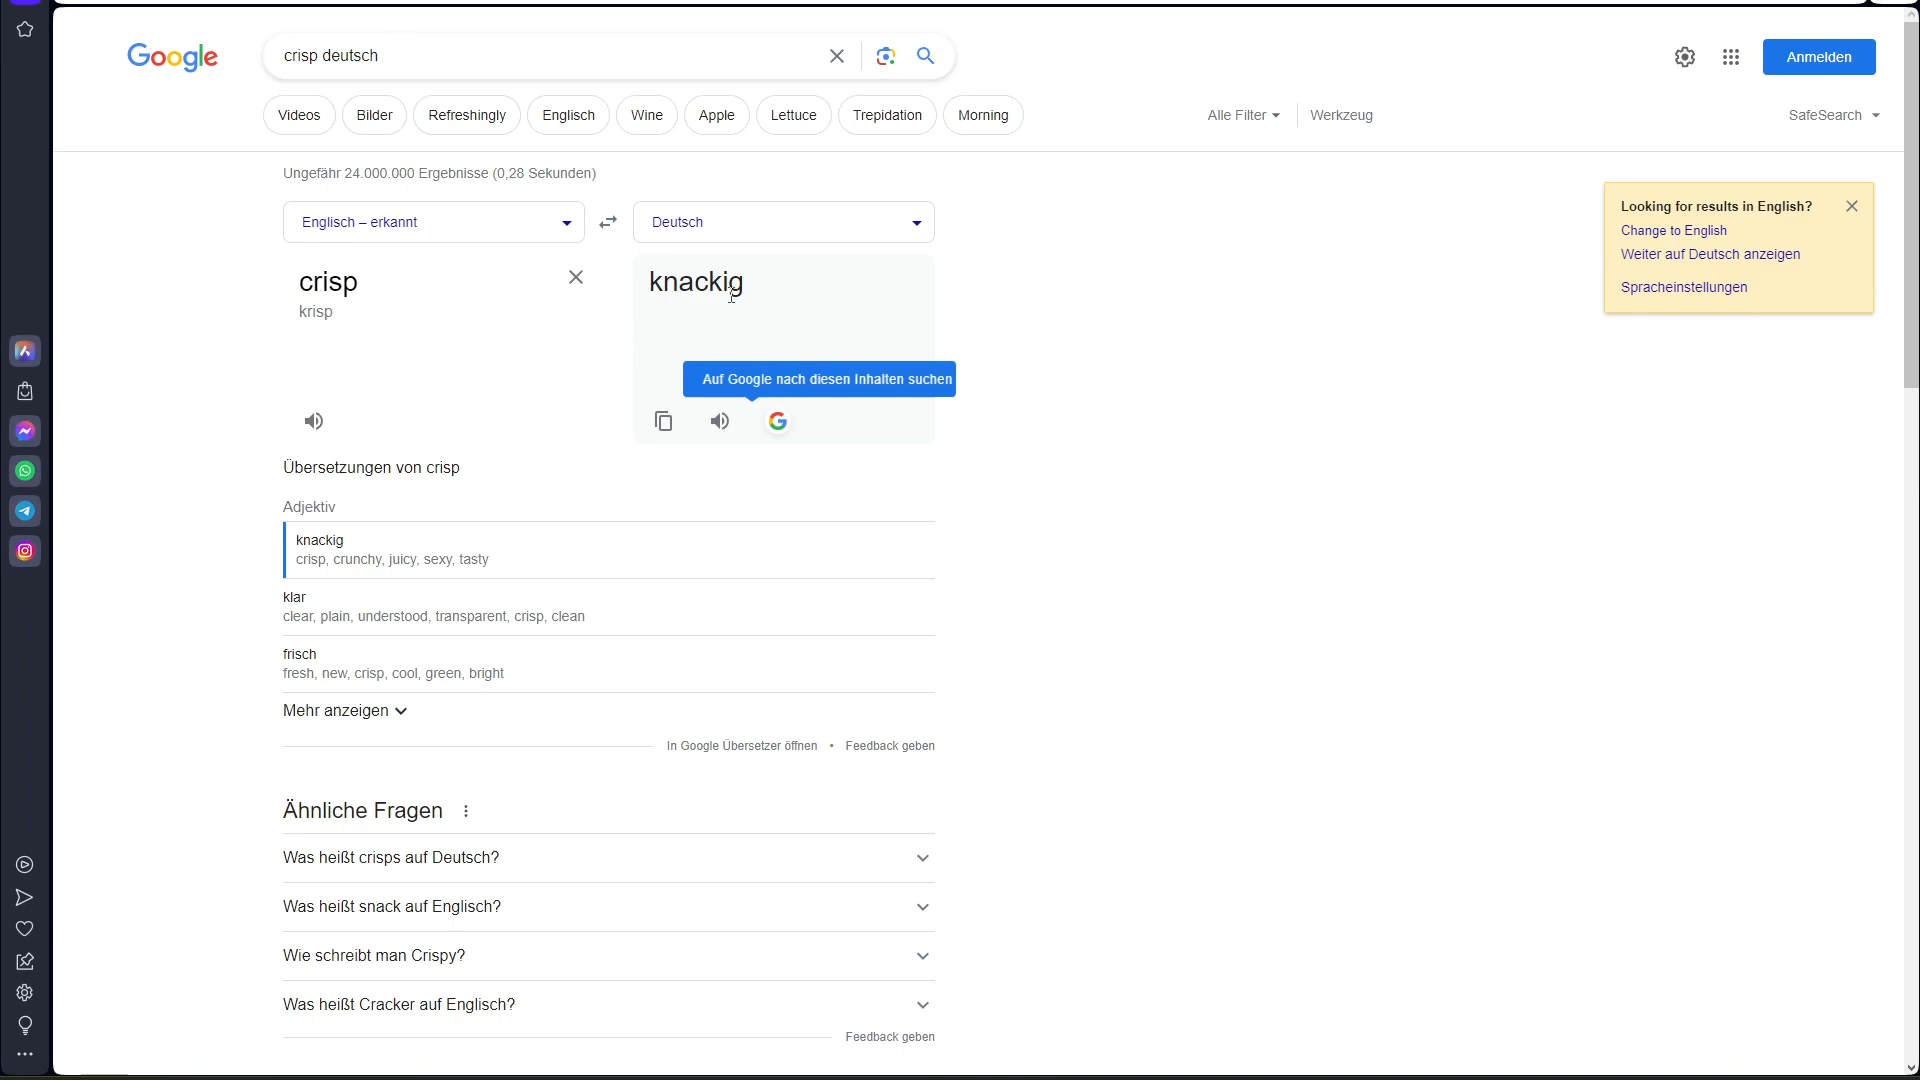 Google
crisp deutsch
Anmelden
Videos
Bilder
Refreshingly
Englisch
Wine
Apple
Lettuce
Trepidation
Morning
Alle Filter
Werkzeug
SafeSearch
Ungefähr 24.000.000 Ergebnisse (0,28 Sekunden)
Englisch – erkannt
Deutsch
crisp
krisp
knackig
Auf Google nach diesen Inhalten suchen
Übersetzungen von crisp
Adjektiv
knackig
crisp, crunchy, juicy, sexy, tasty
klar
clear, plain, understood, transparent, crisp, clean
frisch
fresh, new, crisp, cool, green, bright
Mehr anzeigen
In Google Übersetzer öffnen • Feedback geben
Ähnliche Fragen
Was heißt crisps auf Deutsch?
Was heißt snack auf Englisch?
Wie schreibt man Crispy?
Was heißt Cracker auf Englisch?
Feedback geben
Looking for results in English?
Change to English
Weiter auf Deutsch anzeigen
Spracheinstellungen